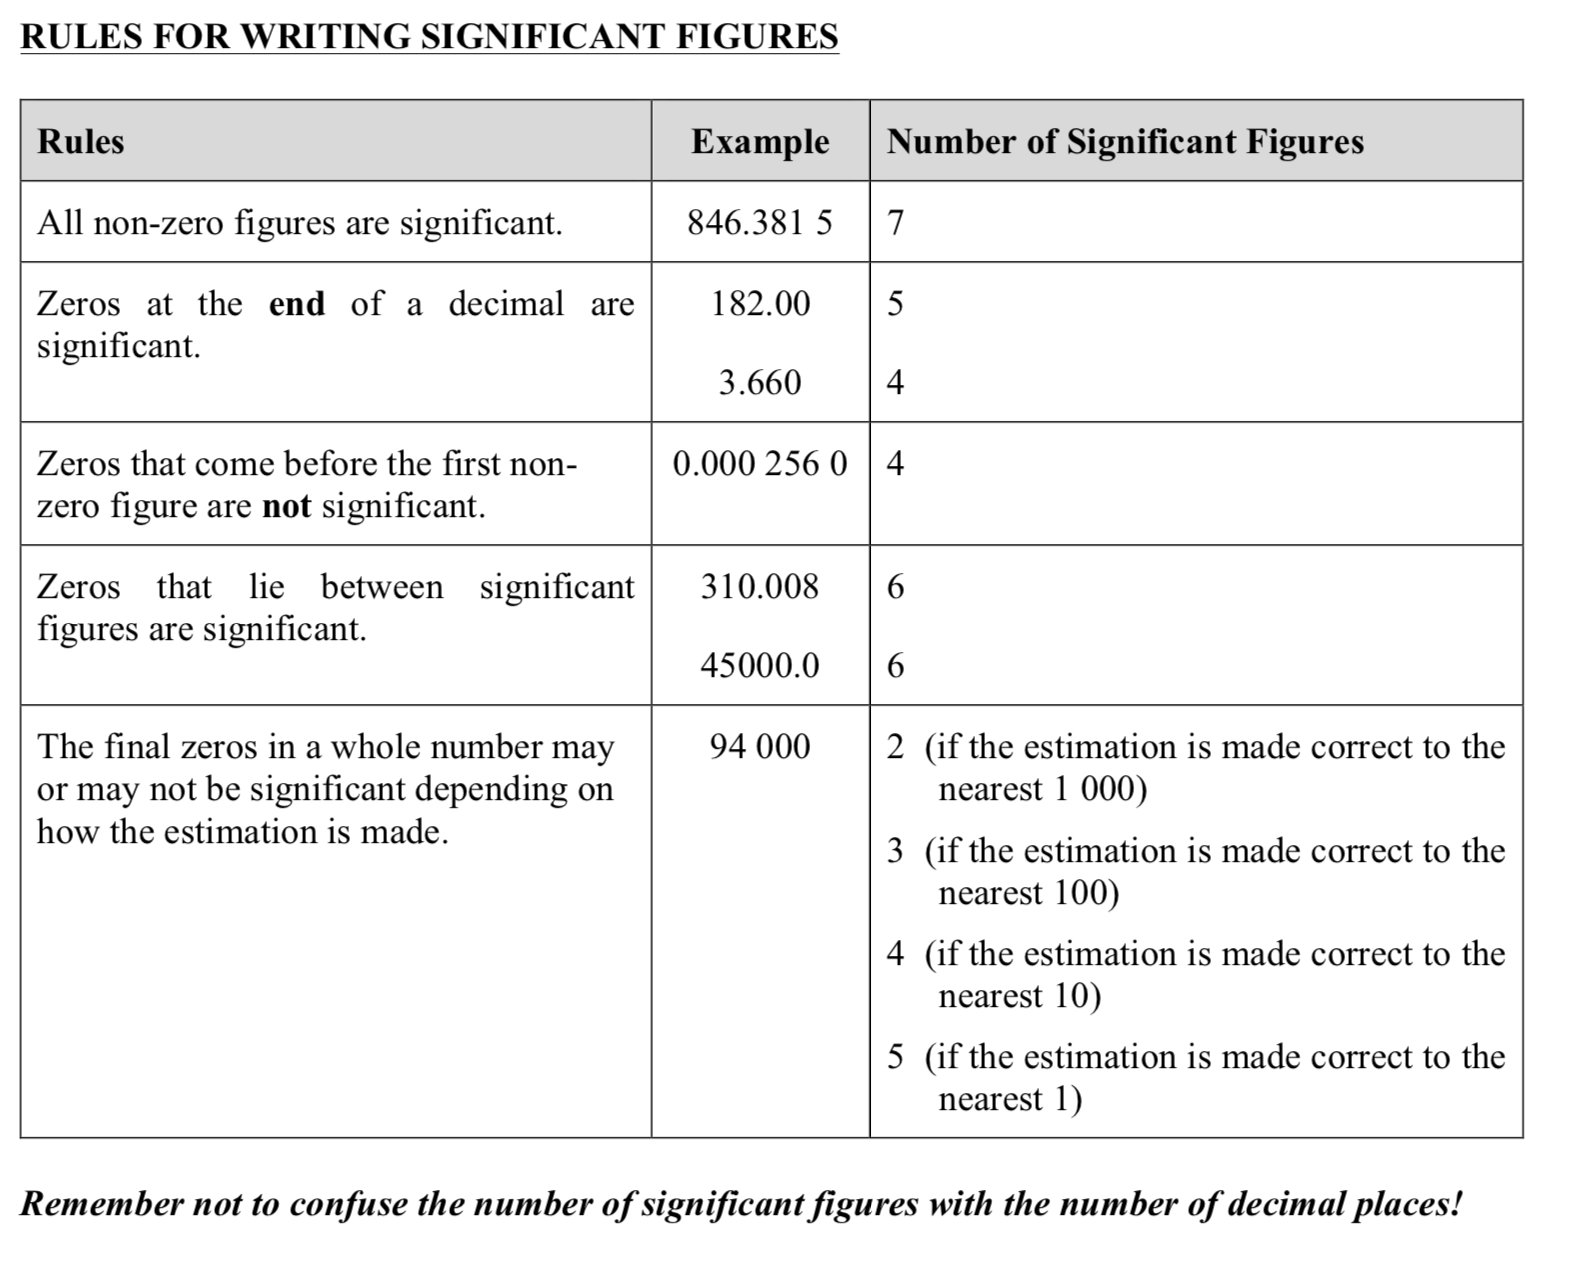 RULES FOR WRITING SIGNIFICANT FIGURES
Rules Example Number of Significant Figures
All non-zero figures are significant. 846.381 5 7
Zeros at the end of a decimal are 182.00 5
significant.
3.660 4
Zeros that come before the first non- 0.000 256 0 4
zero figure are not significant.
Zeros that lie between significant 310.008 6
figures are significant.
45000.0 6
The final zeros in a whole number may 94 000 2 (if the estimation is made correct to the
or may not be significant depending on nearest 1 000)
how the estimation is made.
3 (if the estimation is made correct to the
nearest 100)
4 (if the estimation is made correct to the
nearest 10)
5 (if the estimation is made correct to the
nearest 1)
Remember not to confuse the number of significant figures with the number of decimal places!